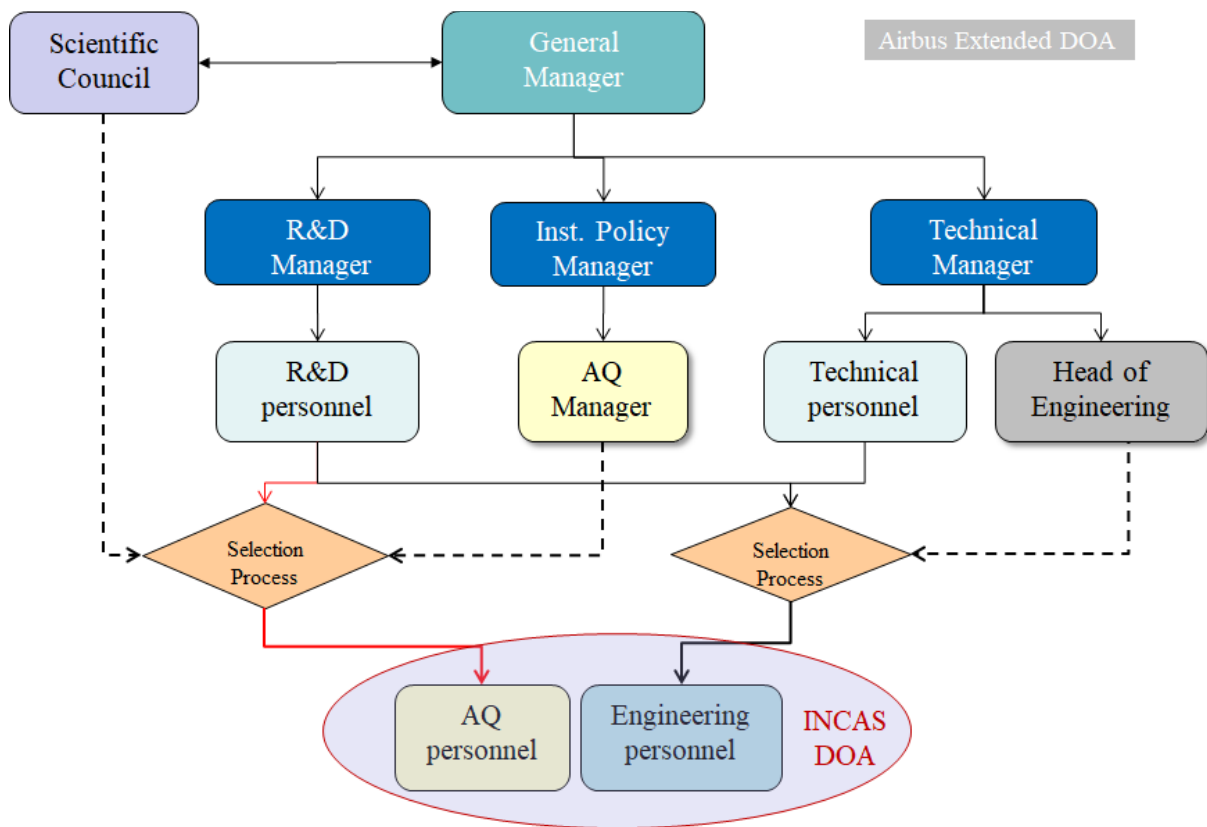 Scientific
Council
General
Manager
Airbus Extended DOA
R&D
Manager
Inst. Policy
Manager
Technical
Manager
R&D
personnel
AQ
Manager
Technical
personnel
Head of
Engineering
Selection
Process
Selection
Process
AQ
personnel
Engineering
personnel
INCAS
DOA